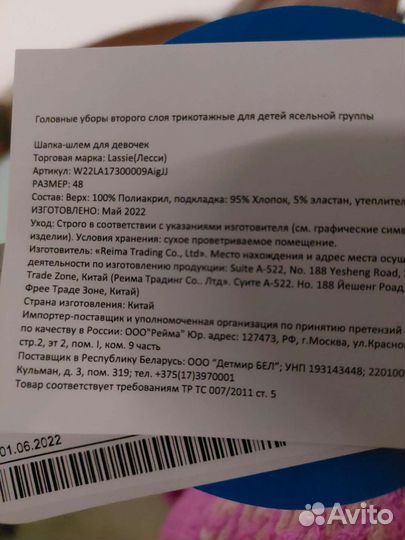 Головные уборы второго слоя трикотажные для детей ясельной группы
Шапка-шлем для девочек
Торговая марка: Lassie(Лесси)
Артикул: W22LA17300009AigJJ
РАЗМЕР: 48
Состав: Верх: 100% Полиакрил, подкладка: 95% Хлопок, 5% эластан, утеплител
ИЗГОТОВЛЕНО: Май 2022
Уход: Строго в соответствии с указаниями изготовителя (см. графические симв
изделии). Условия хранения: сухое проветриваемое помещение.
Изготовитель: «Reima Trading Co., Ltd». Место нахождения и адрес места осущ
деятельности по изготовлению продукции: Suite A-522, No. 188 Yesheng Road,
Trade Zone, Китай (Реима Традинг Co.. Ltд». Суите А-522. Но. 188 Йешенг Роад
Фрее Траде Зоне, Китай)
Страна изготовления: Китай
Импортер-поставщик и уполномоченная организация по принятию претензий
по качеству в России: ООО"Рейма" Юр. адрес: 127473, РФ, г.Москва, ул.Красно
стр.2, эт 2, пом. I, ком. 9 часть
Поставщик в Республику Беларусь: ООО "Детмир БЕЛ"; УНП 193143448; 220100
Кульман, д. 3, пом. 319; тел. +375(17)3970001
Товар соответствует требованиям ТР ТС 007/2011 ст. 5
01.06.2022
Avito